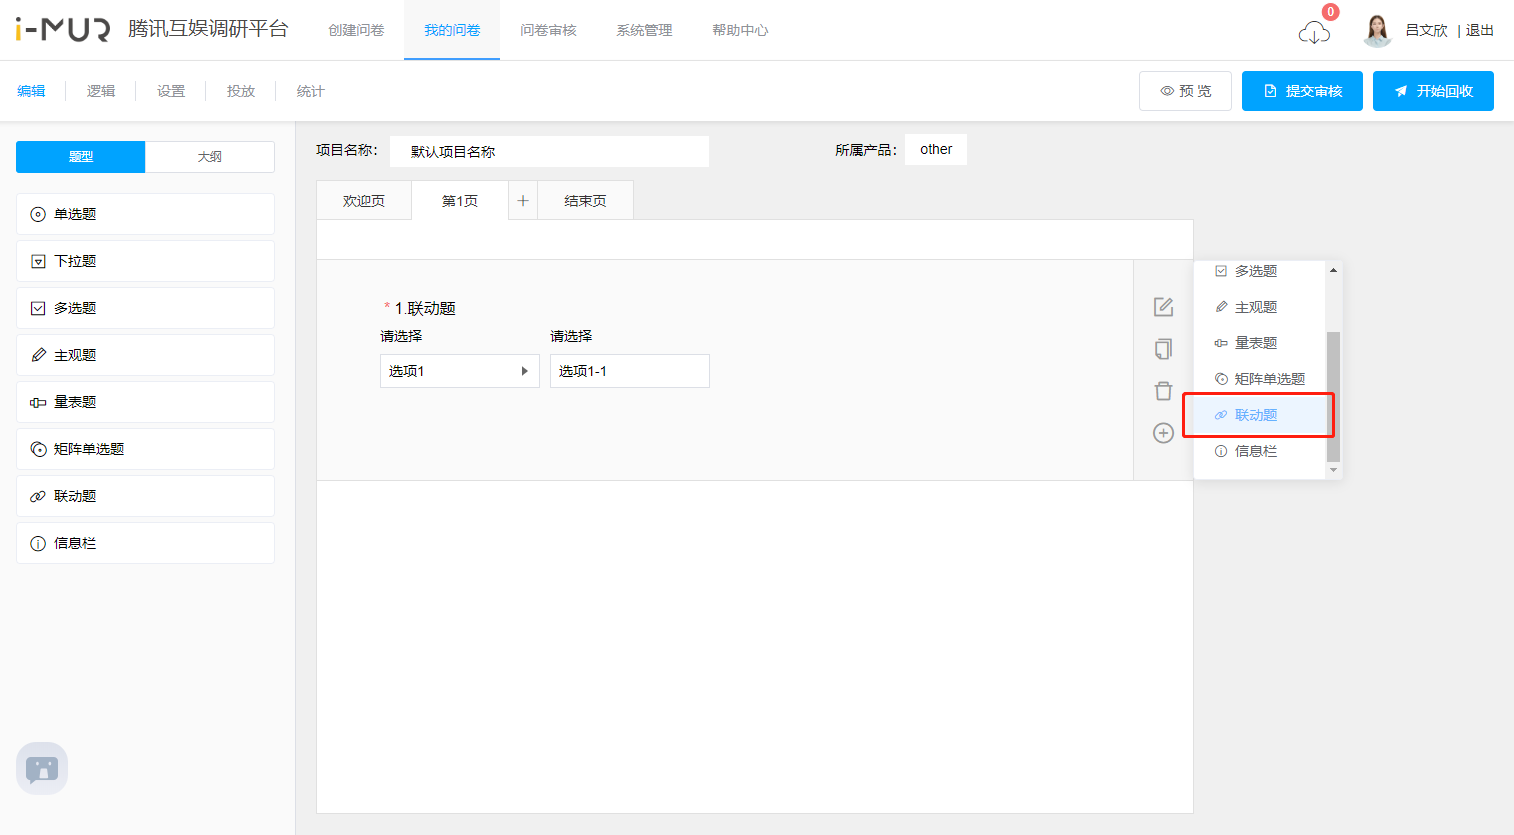 i-MUR 腾讯互娱调研平台 创建问卷 我的问卷 问卷审核 系统管理 帮助中心 0 吕文欣 | 退出
编辑 逻辑 设置 投放 统计 预 览 提交审核 开始回收
题型 大纲
单选题
下拉题
多选题
主观题
量表题
矩阵单选题
联动题
信息栏
项目名称: 默认项目名称 所属产品: other
欢迎页 第1页 + 结束页
* 1.联动题
请选择 请选择
选项1 选项1-1
多选题
主观题
量表题
矩阵单选题
联动题
信息栏